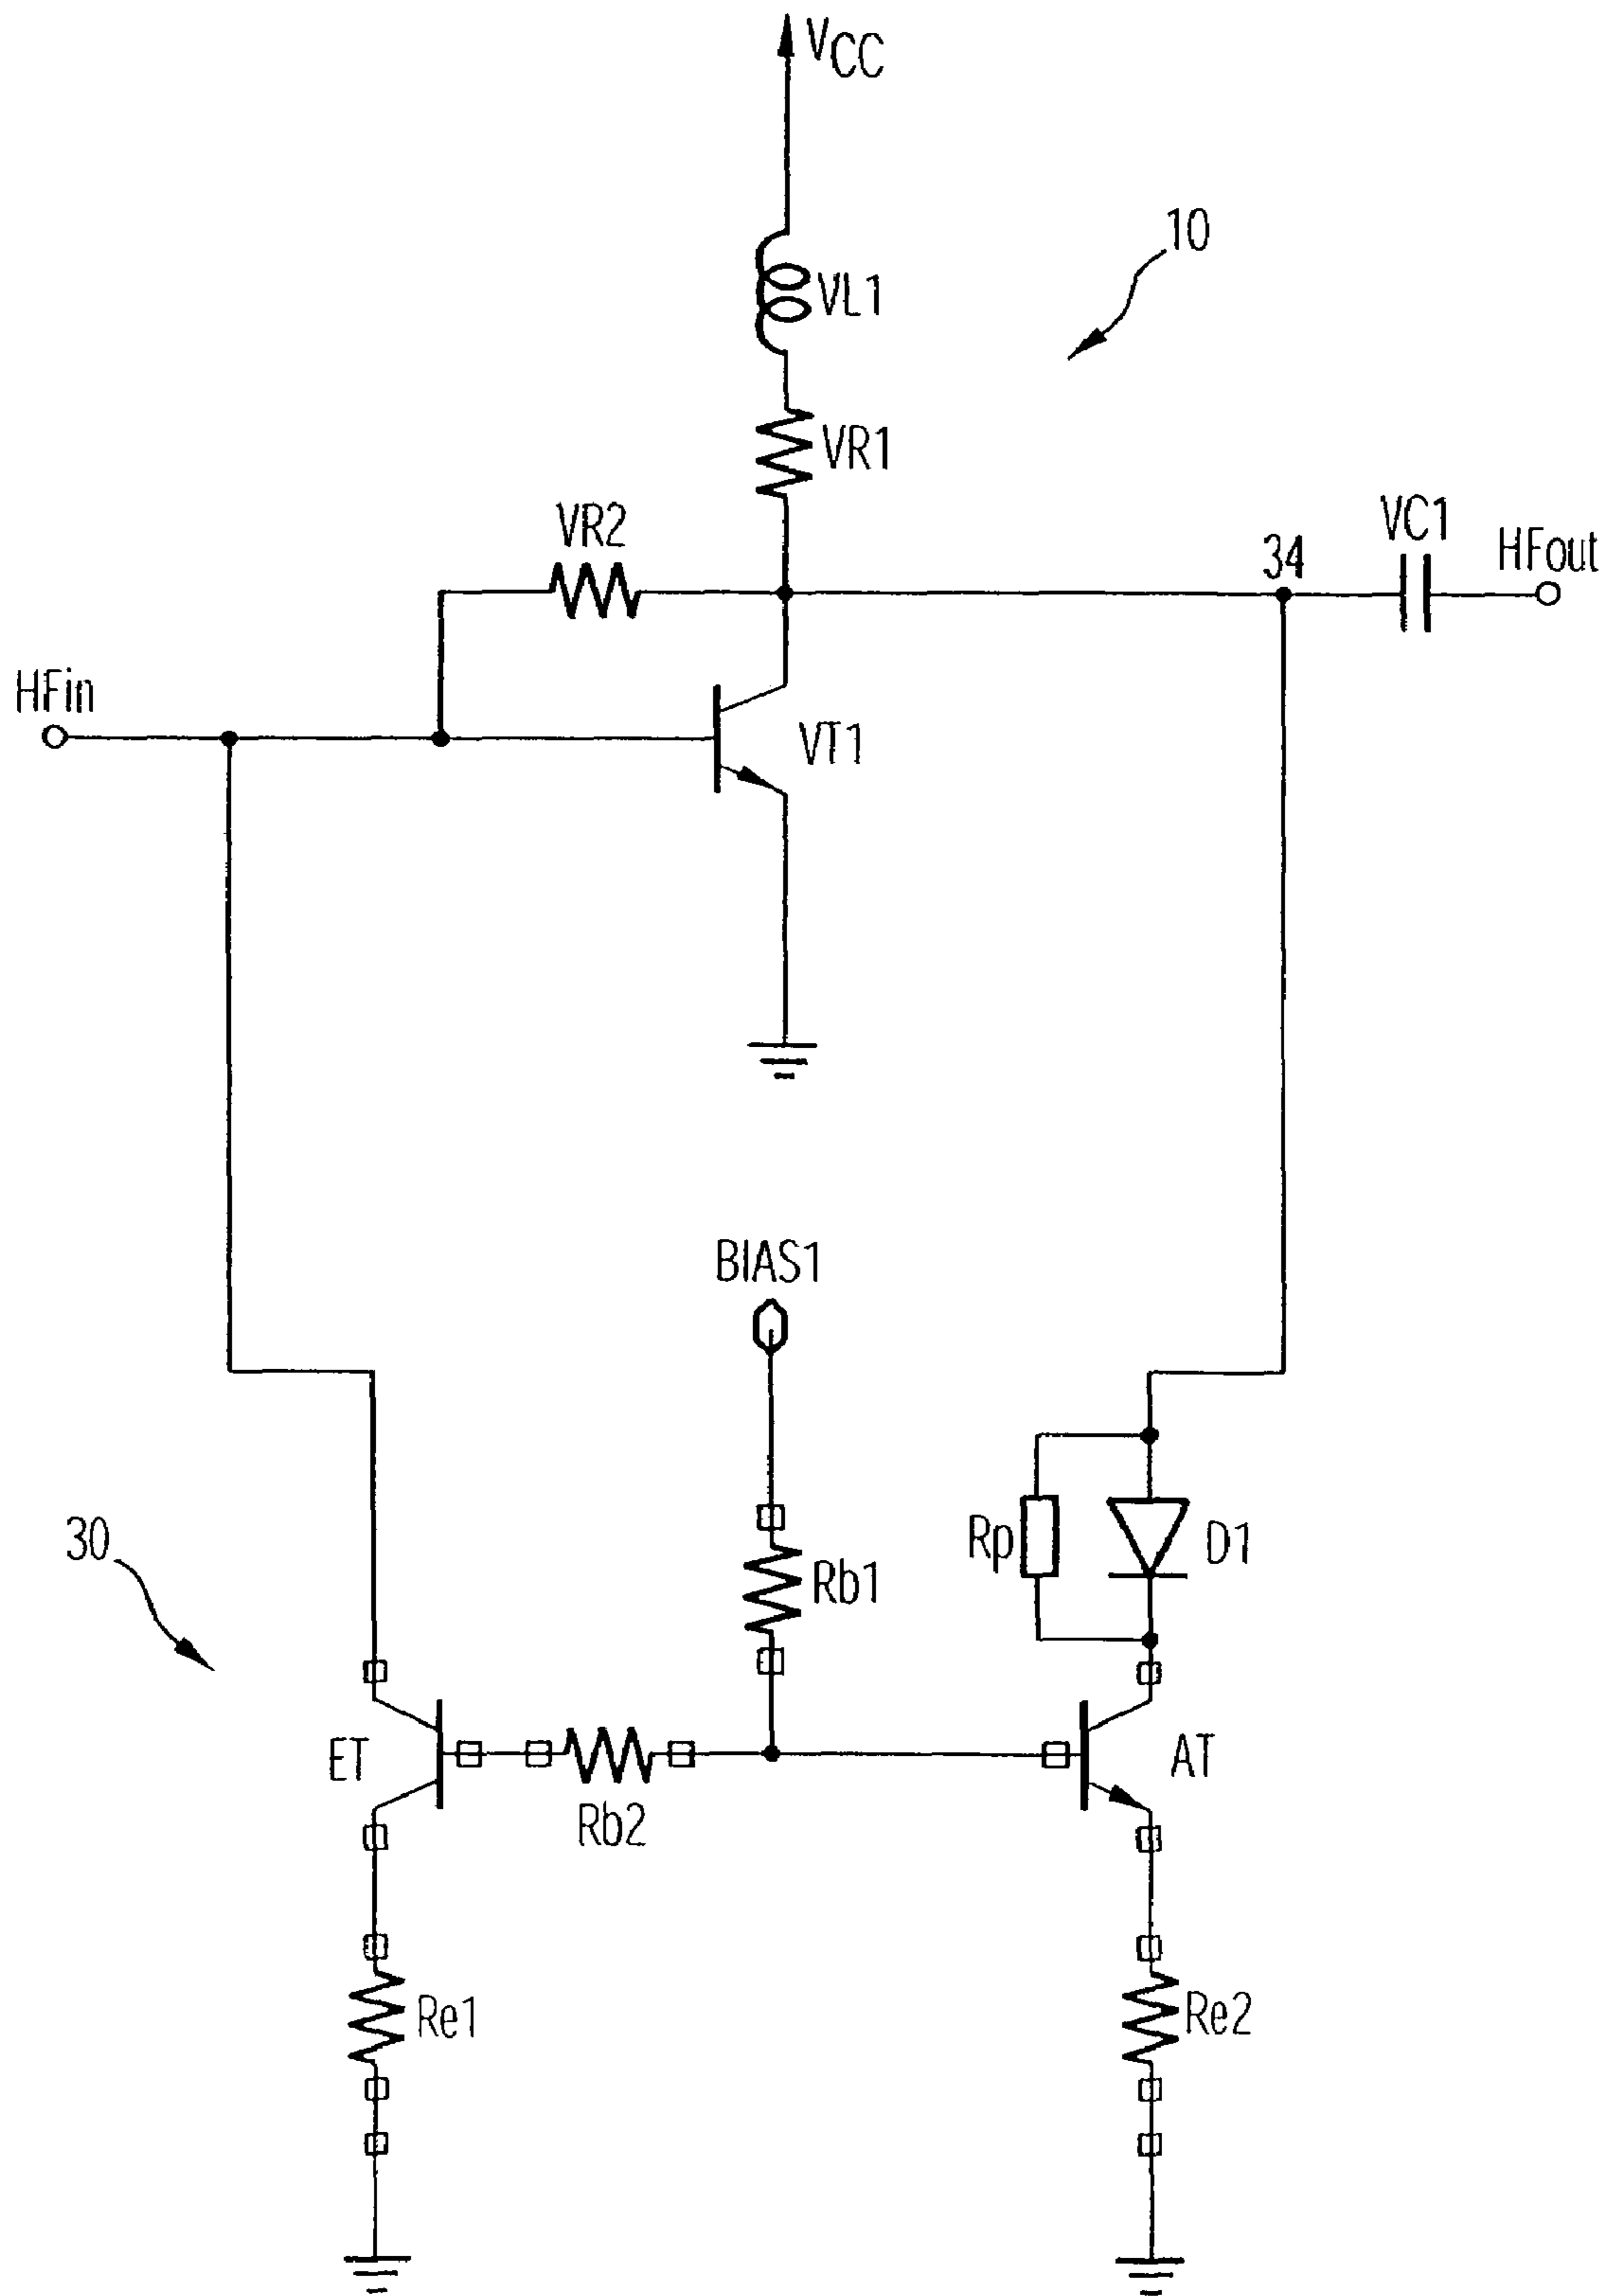 VCC
10
VL1
VR1
VR2
VC1
34
HFout
HFin
VT1
BIAS1
30
Rp
D1
Rb1
ET
AT
Rb2
Re1
Re2